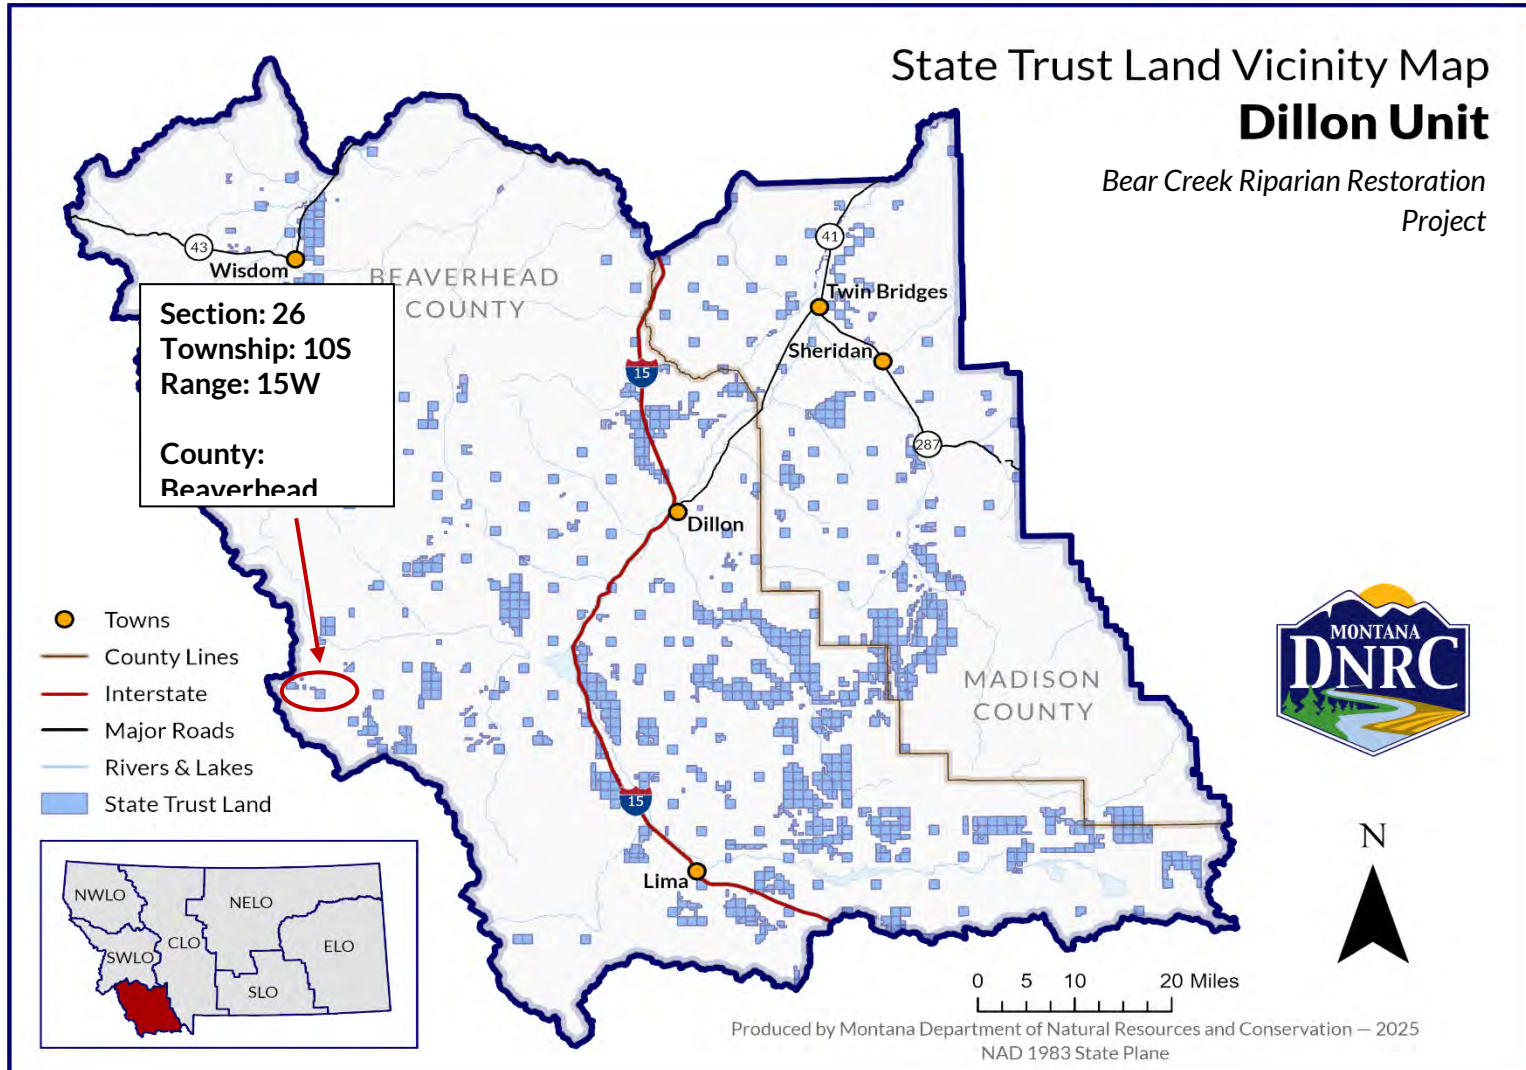 State Trust Land Vicinity Map
Dillon Unit
Bear Creek Riparian Restoration
Project
43
Wisdom
BEAVERHEAD
COUNTY
41
Twin Bridges
Sheridan
15
287
Dillon
Section: 26
Township: 10S
Range: 15W
County:
Beaverhead
Towns
County Lines
Interstate
Major Roads
Rivers & Lakes
State Trust Land
MADISON
COUNTY
15
Lima
MONTANA
DNRC
NWLO
SWLO
CLO
NELO
ELO
SLO
N
0 5 10 20 Miles
Produced by Montana Department of Natural Resources and Conservation — 2025
NAD 1983 State Plane